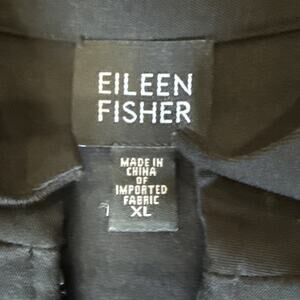 EILEEN
FISHER
MADE IN
CHINA
OF
IMPORTED
FABRIC
XL